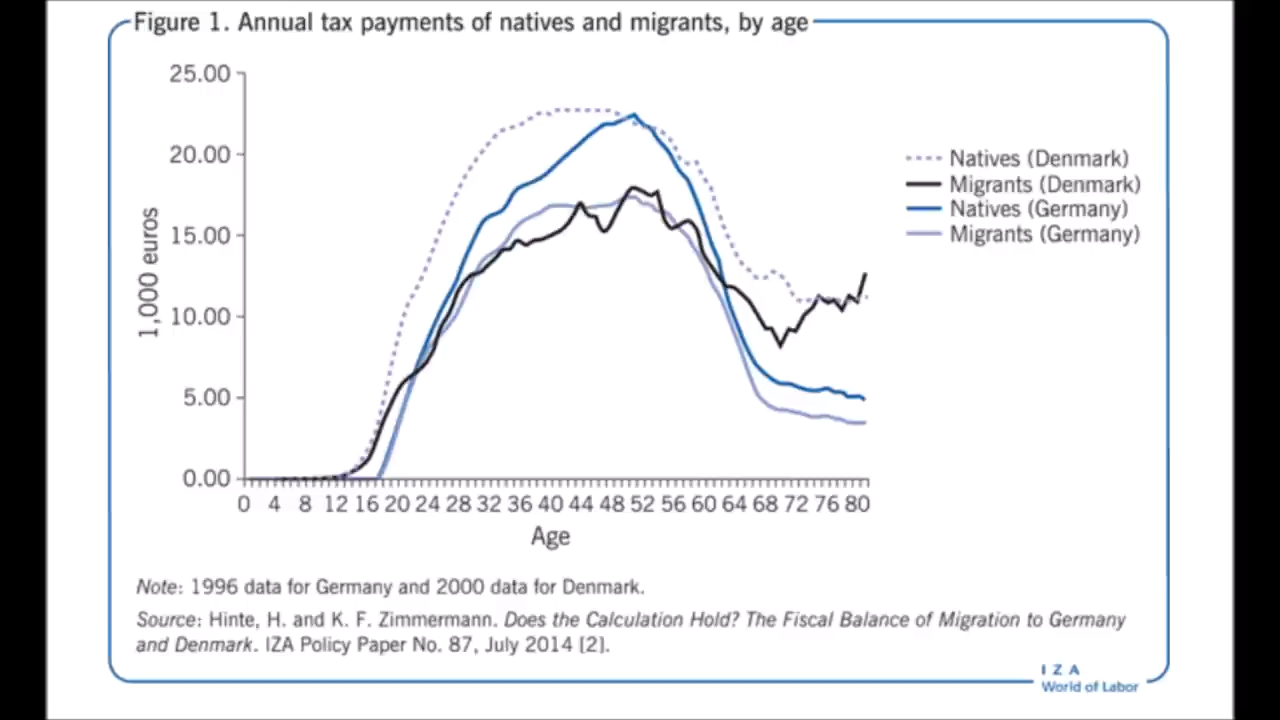 Figure 1. Annual tax payments of natives and migrants, by age
25.00
20.00
15.00
10.00
5.00
0.00
1,000 euros
0 4 8 12 16 20 24 28 32 36 40 44 48 52 56 60 64 68 72 76 80
Age
Natives (Denmark)
Migrants (Denmark)
Natives (Germany)
Migrants (Germany)
Note: 1996 data for Germany and 2000 data for Denmark.
Source: Hinte, H. and K. F. Zimmermann. Does the Calculation Hold? The Fiscal Balance of Migration to Germany
and Denmark. IZA Policy Paper No. 87, July 2014 [2].
I Z A
World of Labor